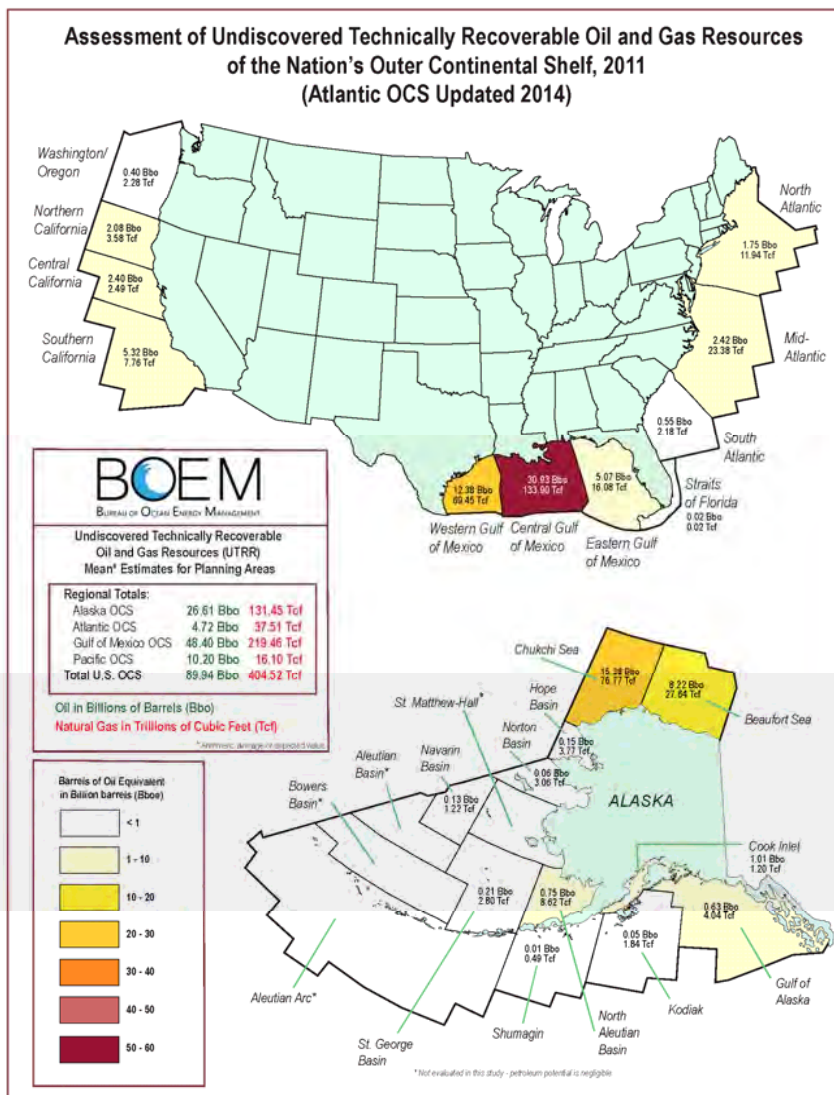 Assessment of Undiscovered Technically Recoverable Oil and Gas Resources
of the Nation's Outer Continental Shelf, 2011
(Atlantic OCS Updated 2014)
Washington/
Oregon
0.40 Bbo
2.28 Tcf
Northern
California
2.08 Bbo
3.58 Tcf
Central
California
2.40 Bbo
2.49 Tcf
Southern
California
5.32 Bbo
7.76 Tcf
North
Atlantic
1.75 Bbo
11.94 Tcf
2.42 Bbo
23.38 Tcf
Mid-
Atlantic
0.55 Bbo
2.18 Tcf
South
Atlantic
Straits
of Florida
0.02 Bbo
0.02 Tcf
12.38 Bbo
69.45 Tcf
Western Gulf
of Mexico
30.93 Bbo
133.90 Tcf
Central Gulf
of Mexico
5.07 Bbo
16.08 Tcf
Eastern Gulf
of Mexico
BOEM
BUREAU OF OCEAN ENERGY MANAGEMENT
Undiscovered Technically Recoverable
Oil and Gas Resources (UTRR)
Mean* Estimates for Planning Areas
Regional Totals:
Alaska OCS 26.61 Bbo 131.45 Tcf
Atlantic OCS 4.72 Bbo 37.51 Tcf
Gulf of Mexico OCS 48.40 Bbo 219.46 Tcf
Pacific OCS 10.20 Bbo 16.10 Tcf
Total U.S. OCS 89.94 Bbo 404.52 Tcf
Oil in Billions of Barrels (Bbo)
Natural Gas in Trillions of Cubic Feet (Tcf)
* Arithmetic average or expected value
Barrels of Oil Equivalent
in Billion barrels (Bboe)
< 1
1 - 10
10 - 20
20 - 30
30 - 40
40 - 50
50 - 60
Chukchi Sea
15.38 Bbo
76.77 Tcf
8.22 Bbo
27.64 Tcf
Beaufort Sea
Hope
Basin
0.15 Bbo
3.77 Tcf
St. Matthew-Hall*
Norton
Basin
0.06 Bbo
3.06 Tcf
Navarin
Basin
0.13 Bbo
1.22 Tcf
Aleutian
Basin*
Bowers
Basin*
ALASKA
Cook Inlet
1.01 Bbo
1.20 Tcf
0.21 Bbo
2.80 Tcf
0.75 Bbo
8.62 Tcf
0.63 Bbo
4.04 Tcf
0.01 Bbo
0.49 Tcf
0.05 Bbo
1.84 Tcf
Aleutian Arc*
St. George
Basin
Shumagin
North
Aleutian
Basin
Kodiak
Gulf of
Alaska
* Not evaluated in this study - petroleum potential is negligible